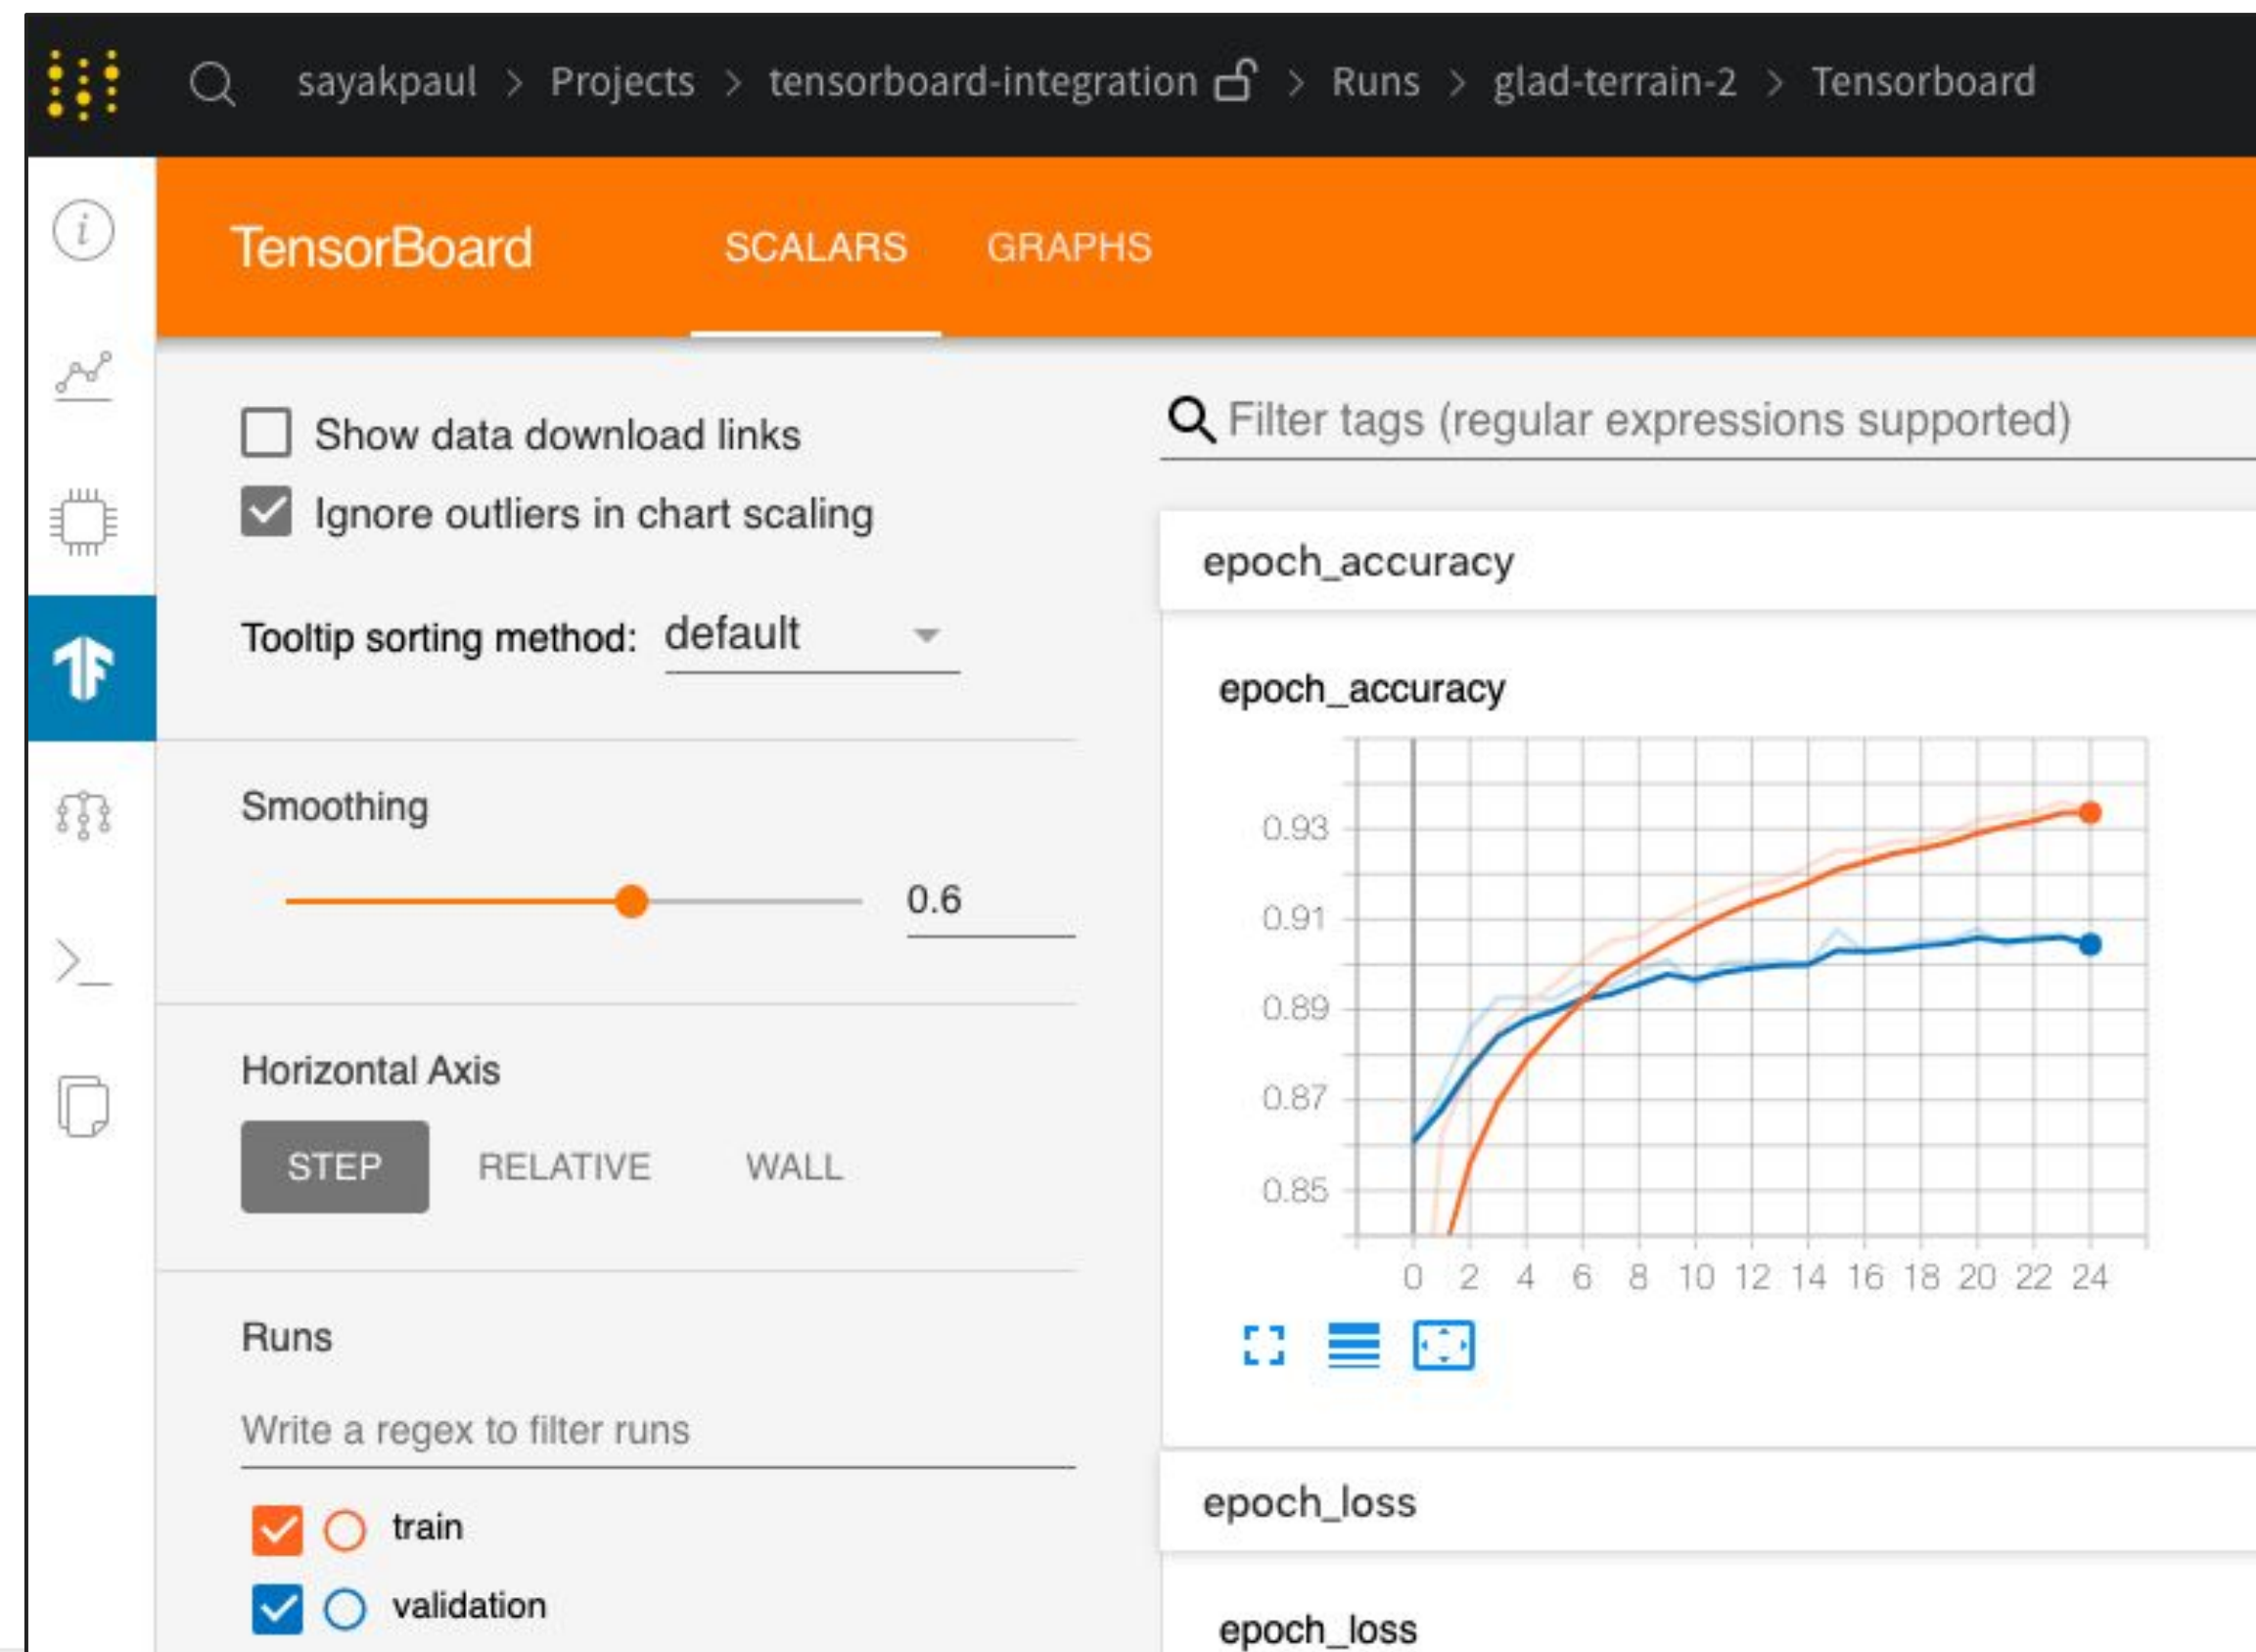 sayakpaul > Projects > tensorboard-integration > Runs > glad-terrain-2 > Tensorboard
TensorBoard SCALARS GRAPHS
Show data download links
Ignore outliers in chart scaling
Tooltip sorting method: default
Smoothing
0.6
Horizontal Axis
STEP RELATIVE WALL
Runs
Write a regex to filter runs
train
validation
Filter tags (regular expressions supported)
epoch_accuracy
epoch_accuracy
0.93
0.91
0.89
0.87
0.85
0 2 4 6 8 10 12 14 16 18 20 22 24
epoch_loss
epoch_loss